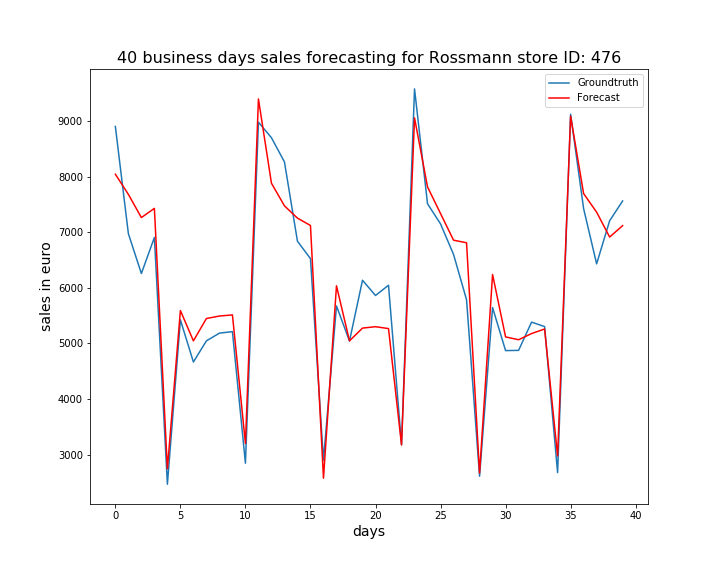 40 business days sales forecasting for Rossmann store ID: 476
Groundtruth
Forecast
9000
8000
7000
6000
5000
4000
3000
sales in euro
0 5 10 15 20 25 30 35 40
days